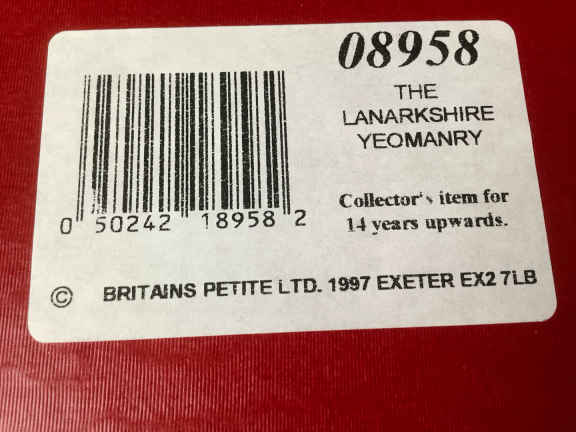 08958
THE
LANARKSHIRE
YEOMANRY
Collector's item for
14 years upwards.
0 50242 18958 2
© BRITAINS PETITE LTD. 1997 EXETER EX2 7LB